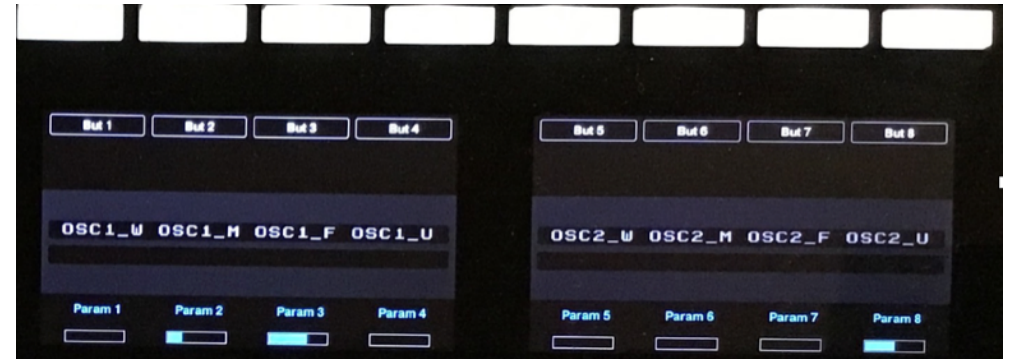 But 1 But 2 But 3 But 4 But 5 But 6 But 7 But 8
OSC1_W OSC1_M OSC1_F OSC1_U OSC2_W OSC2_M OSC2_F OSC2_U
Param 1 Param 2 Param 3 Param 4 Param 5 Param 6 Param 7 Param 8